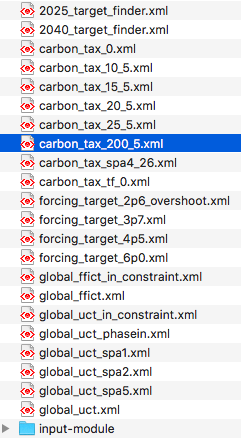 2025_target_finder.xml
2040_target_finder.xml
carbon_tax_0.xml
carbon_tax_10_5.xml
carbon_tax_15_5.xml
carbon_tax_20_5.xml
carbon_tax_25_5.xml
carbon_tax_200_5.xml
carbon_tax_spa4_26.xml
carbon_tax_tf_0.xml
forcing_target_2p6_overshoot.xml
forcing_target_3p7.xml
forcing_target_4p5.xml
forcing_target_6p0.xml
global_ffict_in_constraint.xml
global_ffict.xml
global_uct_in_constraint.xml
global_uct_phasein.xml
global_uct_spa1.xml
global_uct_spa2.xml
global_uct_spa5.xml
global_uct.xml
input-module